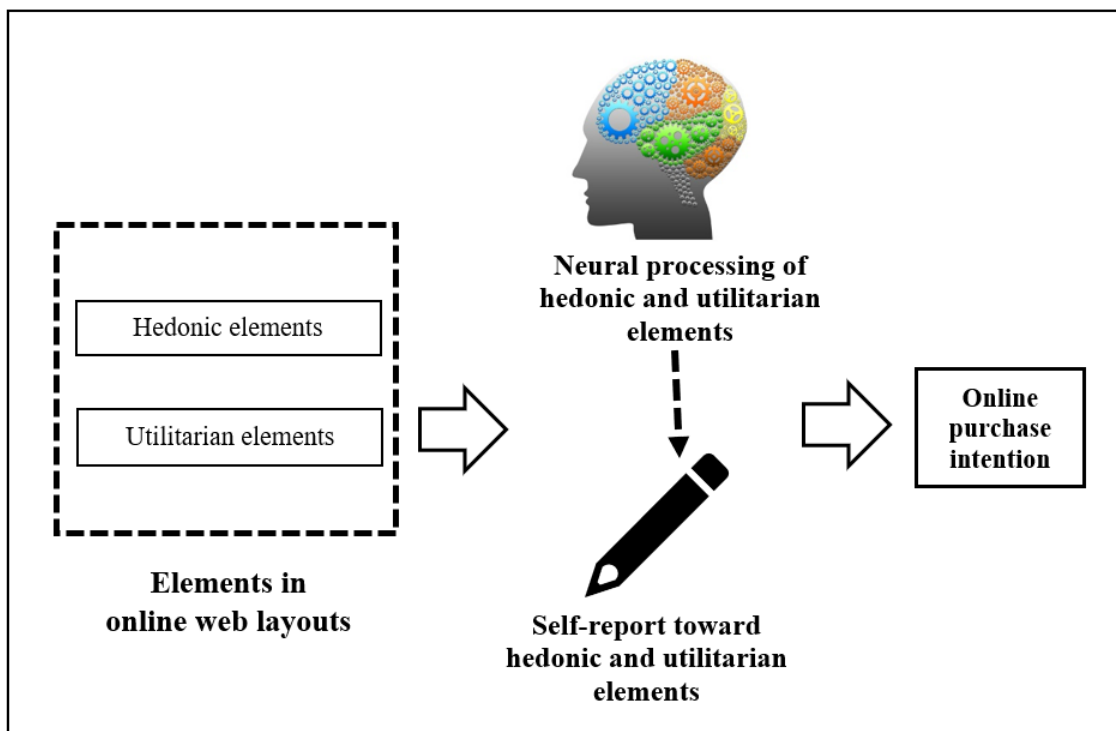 Neural processing of
hedonic and utilitarian
elements
Hedonic elements
Utilitarian elements
Online
purchase
intention
Elements in
online web layouts
Self-report toward
hedonic and utilitarian
elements